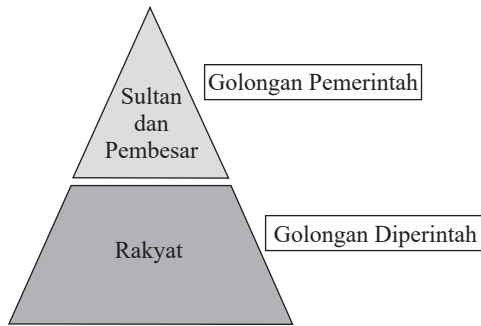 Sultan
dan
Pembesar
Golongan Pemerintah
Rakyat
Golongan Diperintah